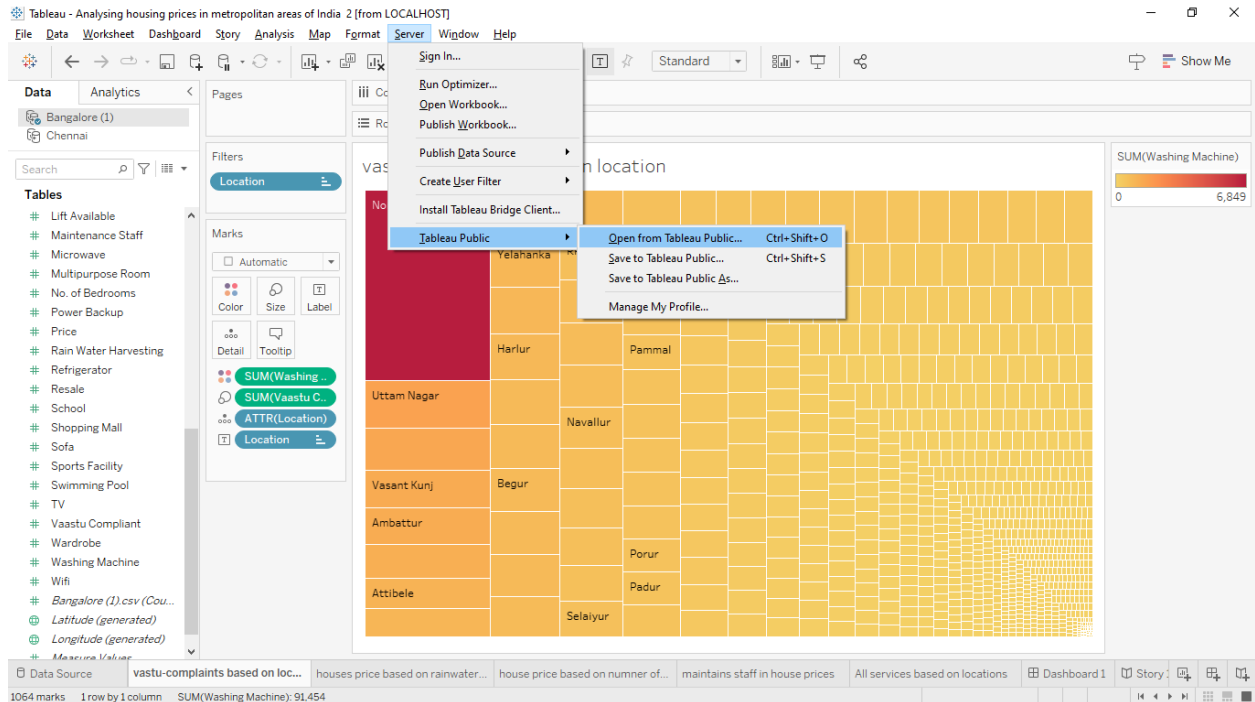 Tableau - Analysing housing prices in metropolitan areas of India 2 [from LOCALHOST]
File Data Worksheet Dashboard Story Analysis Map Format Server Window Help
Standard
Show Me
Data Analytics
Bangalore (1)
Chennai
Search
Tables
Lift Available
Maintenance Staff
Microwave
Multipurpose Room
No. of Bedrooms
Power Backup
Price
Rain Water Harvesting
Refrigerator
Resale
School
Shopping Mall
Sofa
Sports Facility
Swimming Pool
TV
Vaastu Compliant
Wardrobe
Washing Machine
Wifi
Bangalore (1).csv (Cou...
Latitude (generated)
Longitude (generated)
Measure Values
Pages
Filters
Location
Marks
Automatic
Color Size Label
Detail Tooltip
SUM(Washing ..
SUM(Vaastu C..
ATTR(Location)
Location
Sign In...
Run Optimizer...
Open Workbook...
Publish Workbook...
Publish Data Source
Create User Filter
Install Tableau Bridge Client...
Tableau Public
Open from Tableau Public... Ctrl+Shift+O
Save to Tableau Public... Ctrl+Shift+S
Save to Tableau Public As...
Manage My Profile...
location
Yelahanka
Harlur
Pammal
Uttam Nagar
Navallur
Vasant Kunj
Begur
Ambattur
Porur
Padur
Attibele
Selaiyur
SUM(Washing Machine)
0 6,849
Data Source vastu-complaints based on loc... houses price based on rainwater... house price based on numner of... maintains staff in house prices All services based on locations Dashboard 1 Story
1064 marks 1 row by 1 column SUM(Washing Machine): 91,454